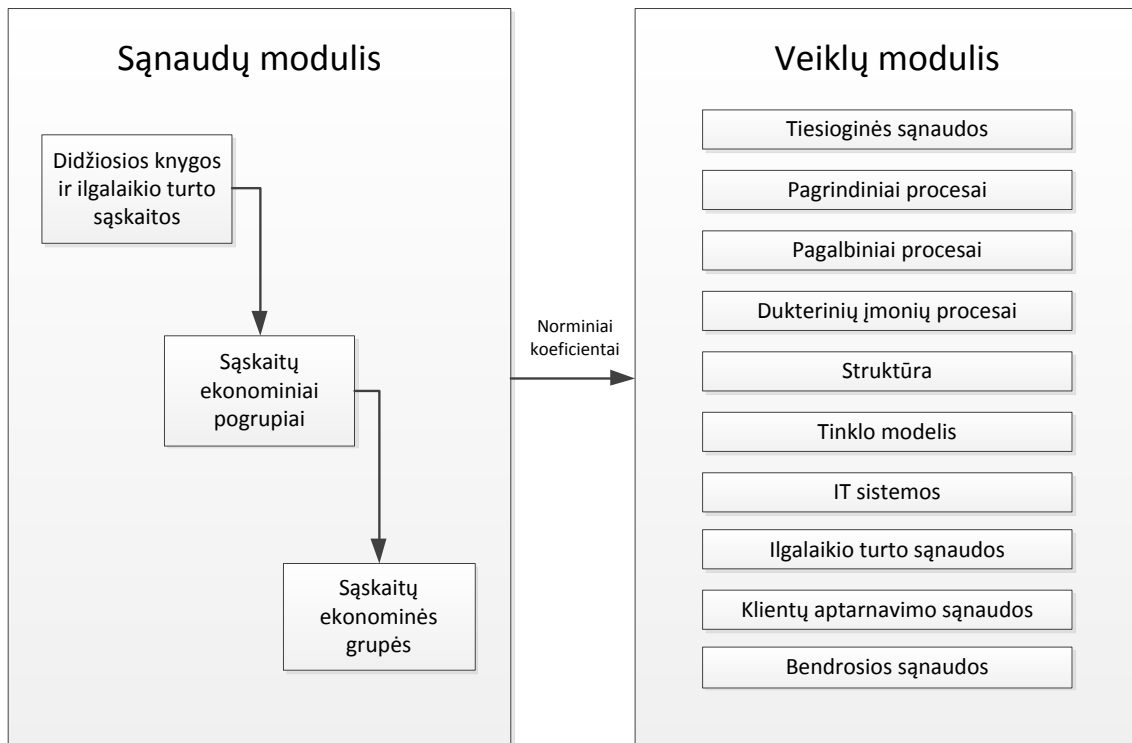 Sąnaudų modulis
Didžiosios knygos
ir ilgalaikio turto
sąskaitos
Sąskaitų
ekonominiai
pogrupiai
Sąskaitų
ekonominės
grupės
Norminiai
koeficientai
Veiklų modulis
Tiesioginės sąnaudos
Pagrindiniai procesai
Pagalbiniai procesai
Dukterinių įmonių procesai
Struktūra
Tinklo modelis
IT sistemos
Ilgalaikio turto sąnaudos
Klientų aptarnavimo sąnaudos
Bendrosios sąnaudos